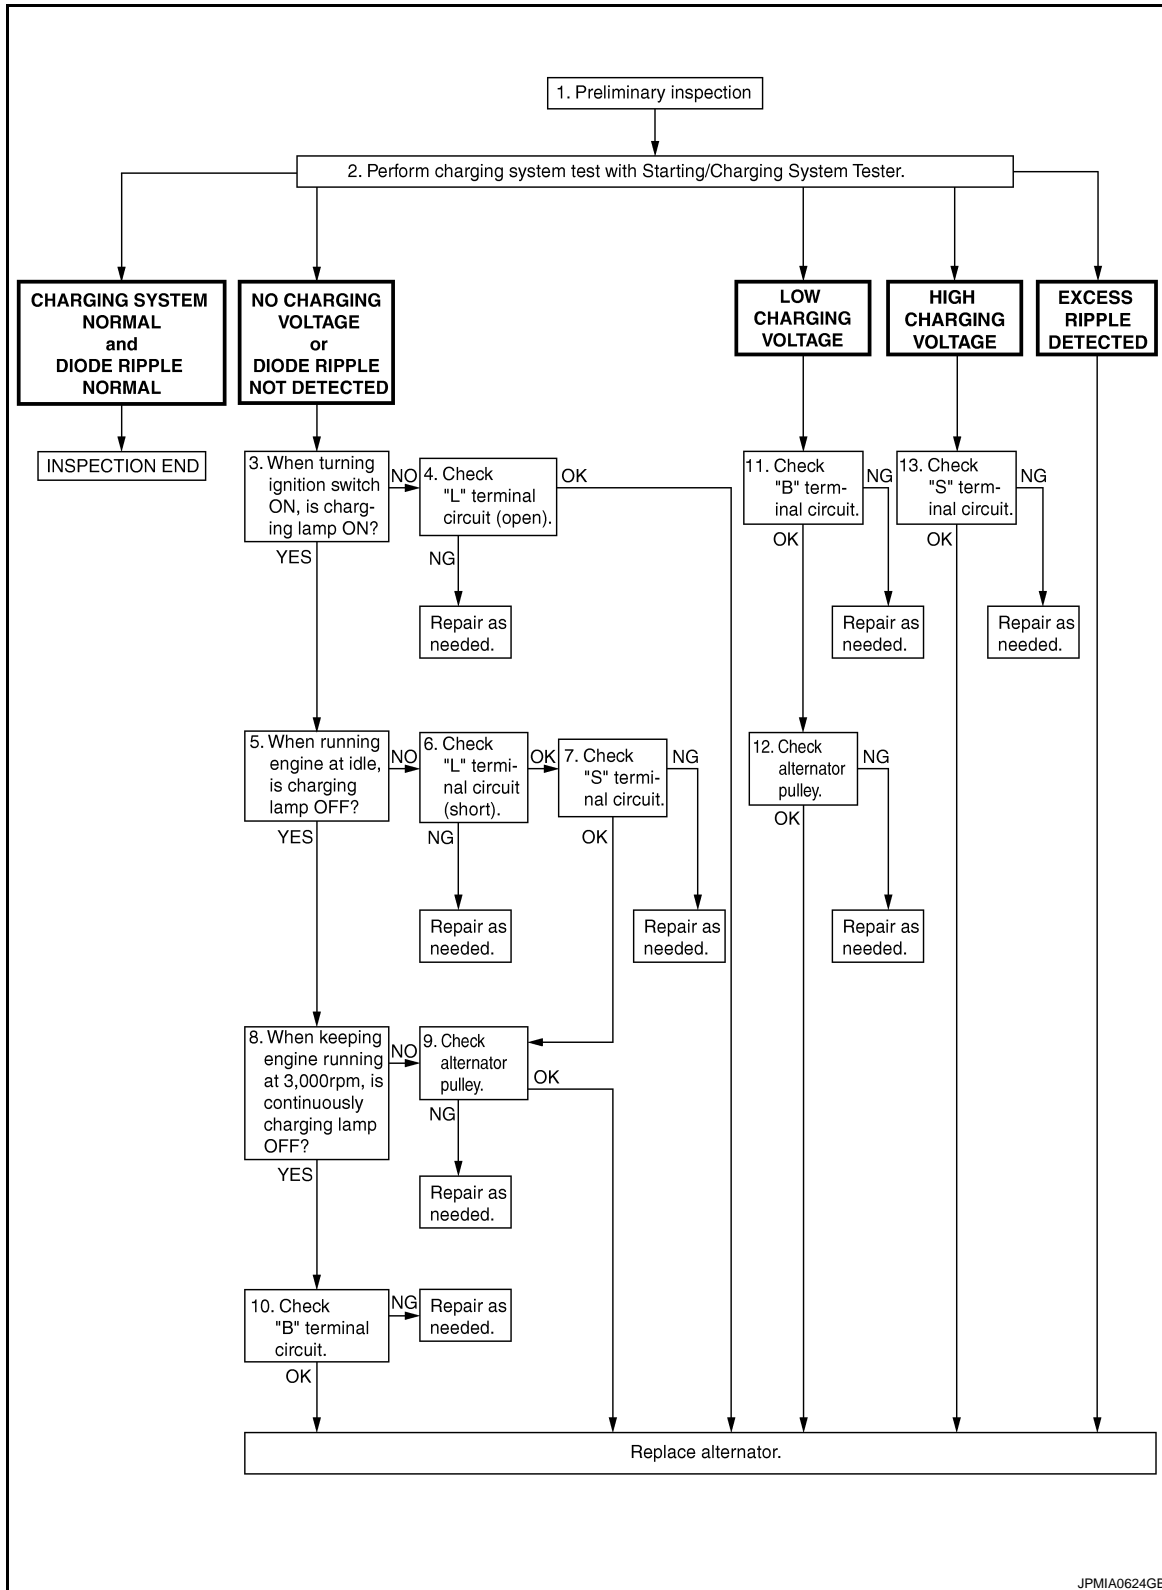 1. Preliminary inspection
2. Perform charging system test with Starting/Charging System Tester.
CHARGING SYSTEM
NORMAL
and
DIODE RIPPLE
NORMAL
NO CHARGING
VOLTAGE
or
DIODE RIPPLE
NOT DETECTED
LOW
CHARGING
VOLTAGE
HIGH
CHARGING
VOLTAGE
EXCESS
RIPPLE
DETECTED
INSPECTION END
3. When turning
ignition switch
ON, is charg-
ing lamp ON?
NO
YES
4. Check
"L" terminal
circuit (open).
OK
NG
Repair as
needed.
11. Check
"B" term-
inal circuit.
NG
OK
Repair as
needed.
13. Check
"S" term-
inal circuit.
NG
OK
Repair as
needed.
5. When running
engine at idle,
is charging
lamp OFF?
NO
YES
6. Check
"L" termi-
nal circuit
(short).
OK
NG
Repair as
needed.
7. Check
"S" termi-
nal circuit.
NG
OK
Repair as
needed.
12. Check
alternator
pulley.
NG
OK
Repair as
needed.
8. When keeping
engine running
at 3,000rpm, is
continuously
charging lamp
OFF?
NO
YES
9. Check
alternator
pulley.
OK
NG
Repair as
needed.
10. Check
"B" terminal
circuit.
NG
OK
Repair as
needed.
Replace alternator.